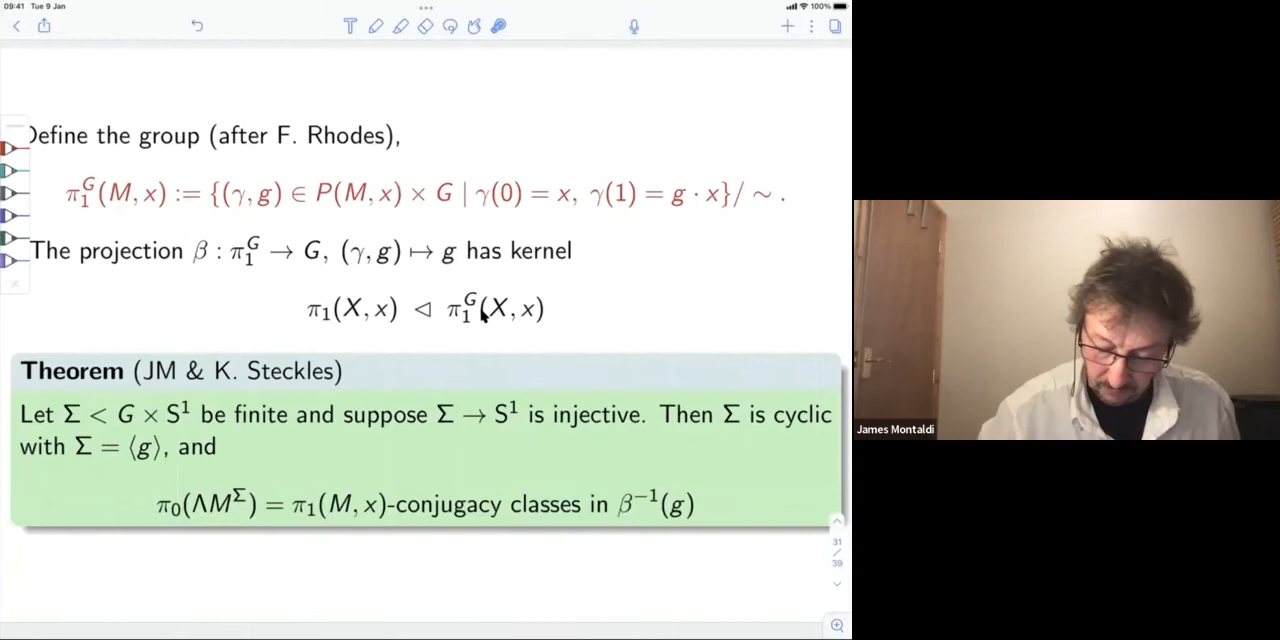 09:41 Tue 9 Jan
100%
Define the group (after F. Rhodes),
π₁ᴳ(M, x) := {(γ, g) ∈ P(M, x) × G | γ(0) = x, γ(1) = g · x}/ ∼ .
The projection β : π₁ᴳ → G, (γ, g) ↦ g has kernel
π₁(X, x) ◁ π₁ᴳ(X, x)
Theorem (JM & K. Steckles)
Let Σ < G × S¹ be finite and suppose Σ → S¹ is injective. Then Σ is cyclic
with Σ = ⟨g⟩, and
π₀(ΛM^Σ) = π₁(M, x)-conjugacy classes in β⁻¹(g)
31
/
39
James Montaldi